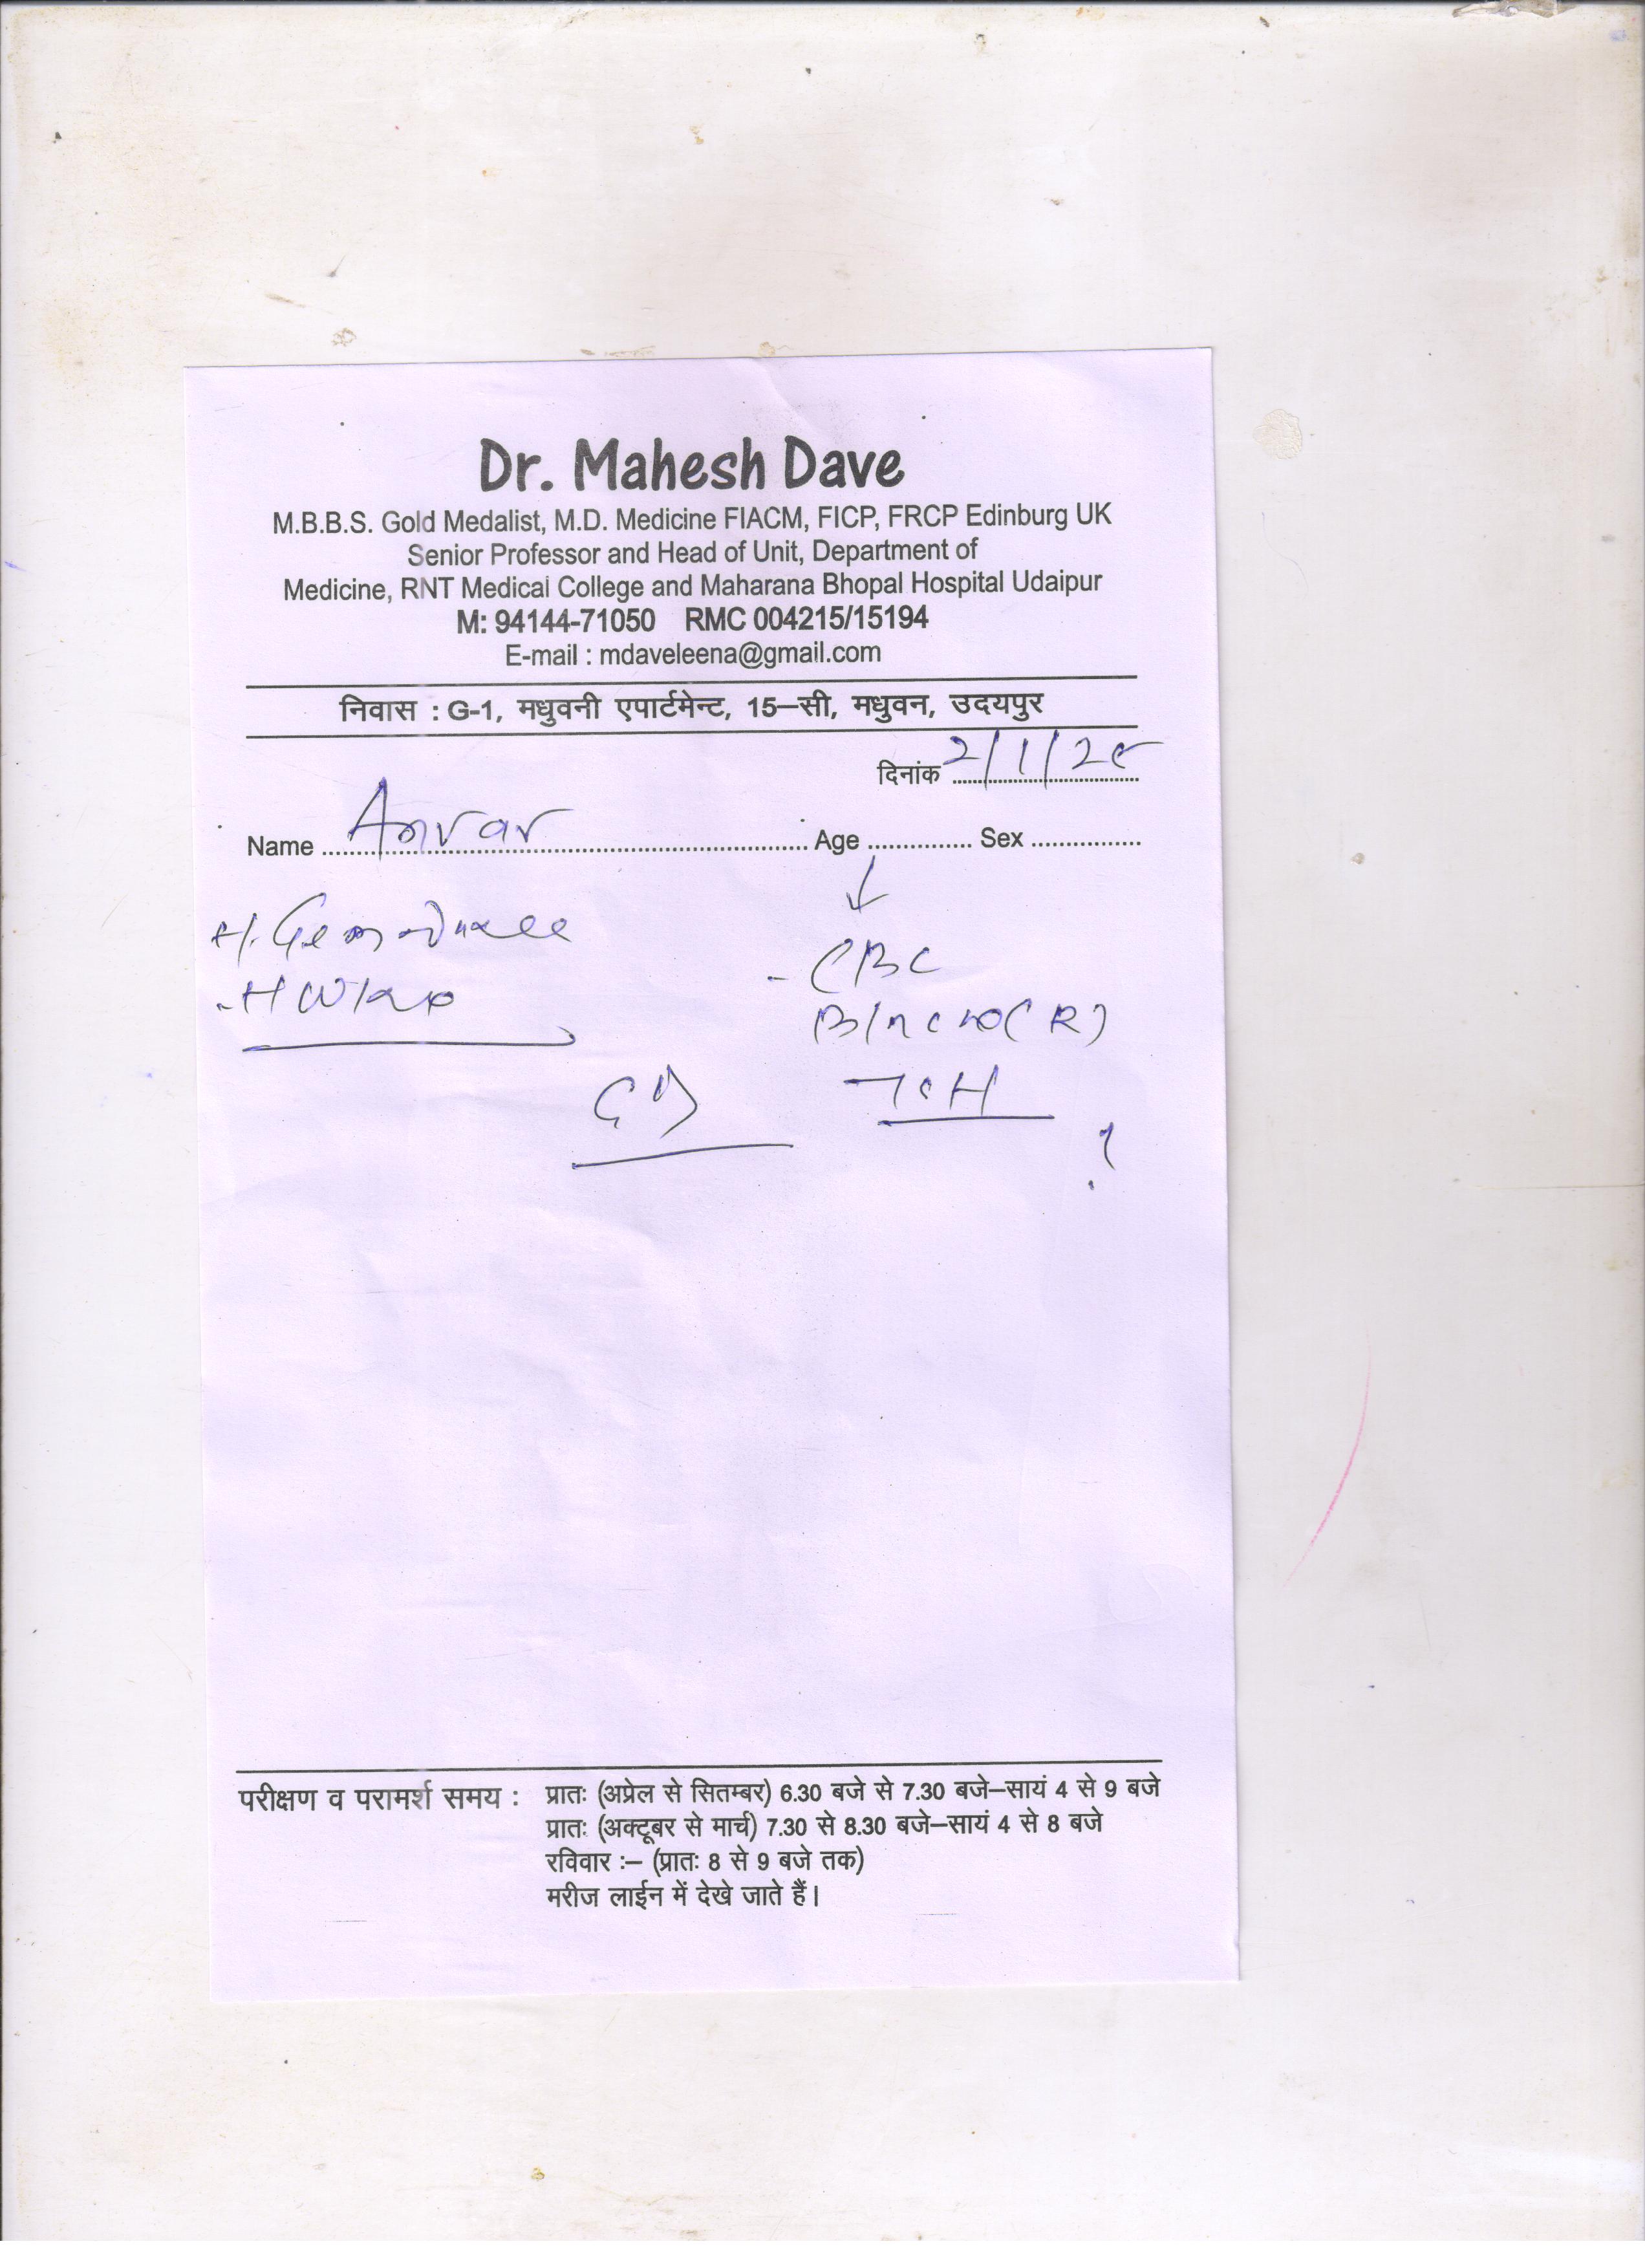 Dr. Mahesh Dave
M.B.B.S. Gold Medalist, M.D. Medicine FIACM, FICP, FRCP Edinburg UK
Senior Professor and Head of Unit, Department of
Medicine, RNT Medical College and Maharana Bhopal Hospital Udaipur
M: 94144-71050 RMC 004215/15194
E-mail : mdaveleena@gmail.com
निवास : G-1, मधुवनी एपार्टमेन्ट, 15–सी, मधुवन, उदयपुर
दिनांक 2/1/25
Name Anvar Age Sex
- CBC
परीक्षण व परामर्श समय : प्रातः (अप्रेल से सितम्बर) 6.30 बजे से 7.30 बजे–सायं 4 से 9 बजे
प्रातः (अक्टूबर से मार्च) 7.30 से 8.30 बजे–सायं 4 से 8 बजे
रविवार :– (प्रातः 8 से 9 बजे तक)
मरीज लाईन में देखे जाते हैं।